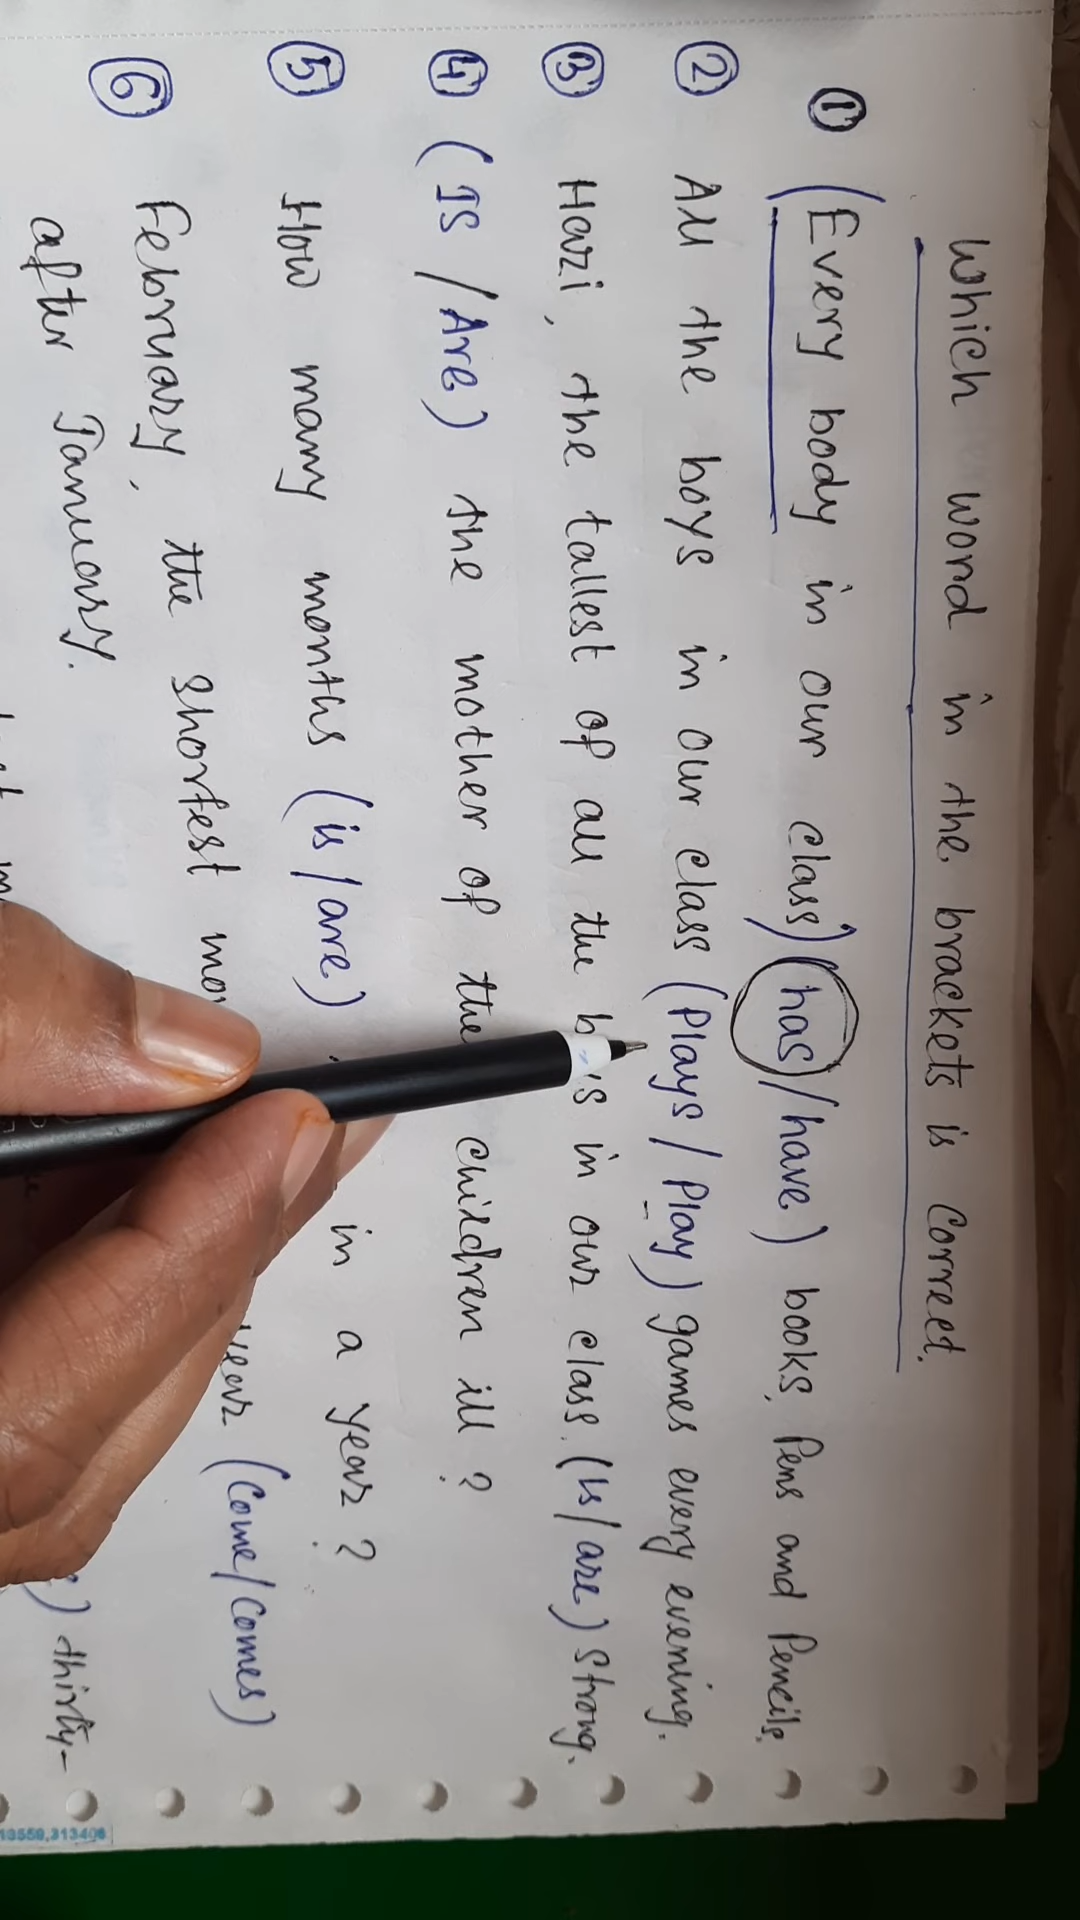 Which word in the brackets is correct.
① (Every body in our class) (has/have) books, Pens and Pencils.
② All the boys in our class (Plays/Play) games every evening.
③ Hari, the tallest of all the in our class. (is/are) strong.
④ (Is/Are) the mother of the children ill?
⑤ How many months (is/are) in a year?
⑥ February, the shortest year (Come/Comes)
after January.
thirty-